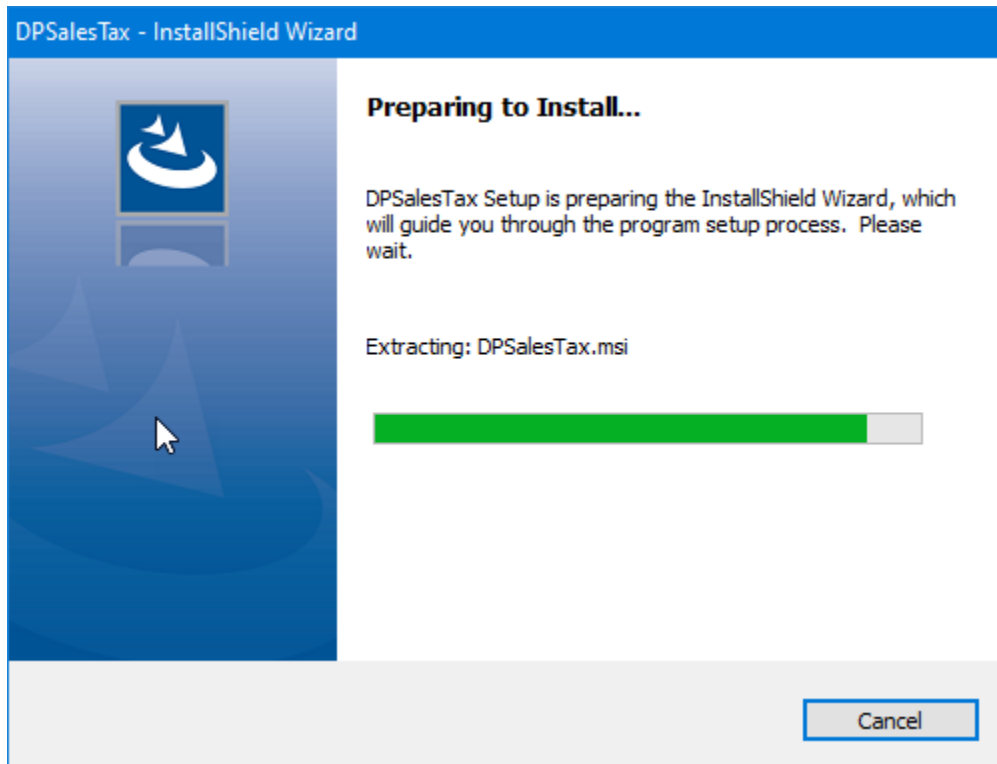 DPSalesTax - InstallShield Wizard
Preparing to Install...
DPSalesTax Setup is preparing the InstallShield Wizard, which
will guide you through the program setup process.  Please
wait.
Extracting: DPSalesTax.msi
Cancel